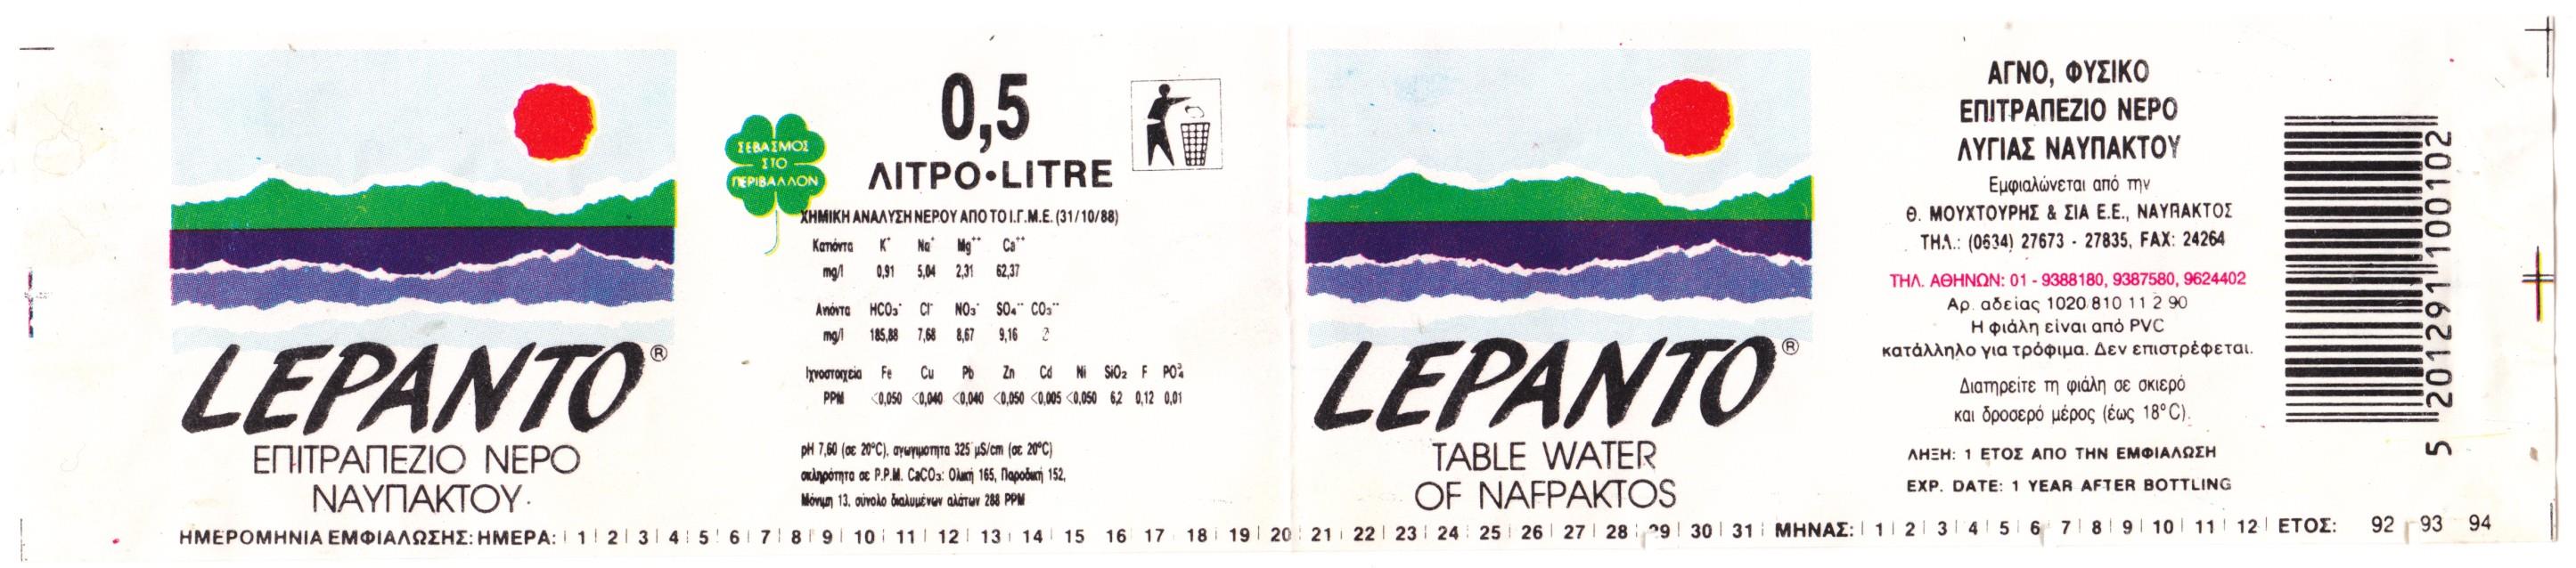 LEPANTO®
ΕΠΙΤΡΑΠΕΖΙΟ ΝΕΡΟ
ΝΑΥΠΑΚΤΟΥ
ΣΕΒΑΣΜΟΣ
ΣΤΟ
ΠΕΡΙΒΑΛΛΟΝ
0,5
ΛΙΤΡΟ•LITRE
ΧΗΜΙΚΗ ΑΝΑΛΥΣΗ ΝΕΡΟΥ ΑΠΟ ΤΟ Ι.Γ.Μ.Ε. (31/10/88)
Κατιόντα K⁺ Na⁺ Mg⁺⁺ Ca⁺⁺
mg/l 0,91 5,04 2,31 62,37
Ανιόντα HCO₃⁻ Cl⁻ NO₃⁻ SO₄⁻⁻ CO₃⁻⁻
mg/l 185,88 7,68 8,67 9,16
Ιχνοστοιχεία Fe Cu Pb Zn Cd Ni SiO₂ F PO₄³⁻
PPM <0,050 <0,040 <0,040 <0,050 <0,005 <0,050 6,2 0,12 0,01
pH 7,60 (σε 20°C), αγωγιμοτητα 325 μS/cm (σε 20°C)
σκληρότητα σε P.P.M. CaCO₃: Ολική 165, Παροδική 152,
Μόνιμη 13, σύνολο διαλυμένων αλάτων 288 PPM
LEPANTO®
TABLE WATER
OF NAFPAKTOS
ΑΓΝΟ, ΦΥΣΙΚΟ
ΕΠΙΤΡΑΠΕΖΙΟ ΝΕΡΟ
ΛΥΓΙΑΣ ΝΑΥΠΑΚΤΟΥ
Εμφιαλώνεται από την
Θ. ΜΟΥΧΤΟΥΡΗΣ & ΣΙΑ Ε.Ε., ΝΑΥΠΑΚΤΟΣ
ΤΗΛ.: (0634) 27673 - 27835, FAX: 24264
ΤΗΛ. ΑΘΗΝΩΝ: 01 - 9388180, 9387580, 9624402
Αρ. αδείας 1020 810 11 2 90
Η φιάλη είναι από PVC
κατάλληλο για τρόφιμα. Δεν επιστρέφεται.
Διατηρείτε τη φιάλη σε σκιερό
και δροσερό μέρος (έως 18°C).
ΛΗΞΗ: 1 ΕΤΟΣ ΑΠΟ ΤΗΝ ΕΜΦΙΑΛΩΣΗ
EXP. DATE: 1 YEAR AFTER BOTTLING
5 201291 100102
ΗΜΕΡΟΜΗΝΙΑ ΕΜΦΙΑΛΩΣΗΣ: ΗΜΕΡΑ: | 1 | 2 | 3 | 4 | 5 | 6 | 7 | 8 | 9 | 10 | 11 | 12 | 13 | 14 | 15 16 | 17 | 18 | 19 | 20 | 21 | 22 | 23 | 24 | 25 | 26 | 27 | 28 | 29 | 30 | 31 | ΜΗΝΑΣ: | 1 | 2 | 3 | 4 | 5 | 6 | 7 | 8 | 9 | 10 | 11 | 12 | ΕΤΟΣ: 92 93 94